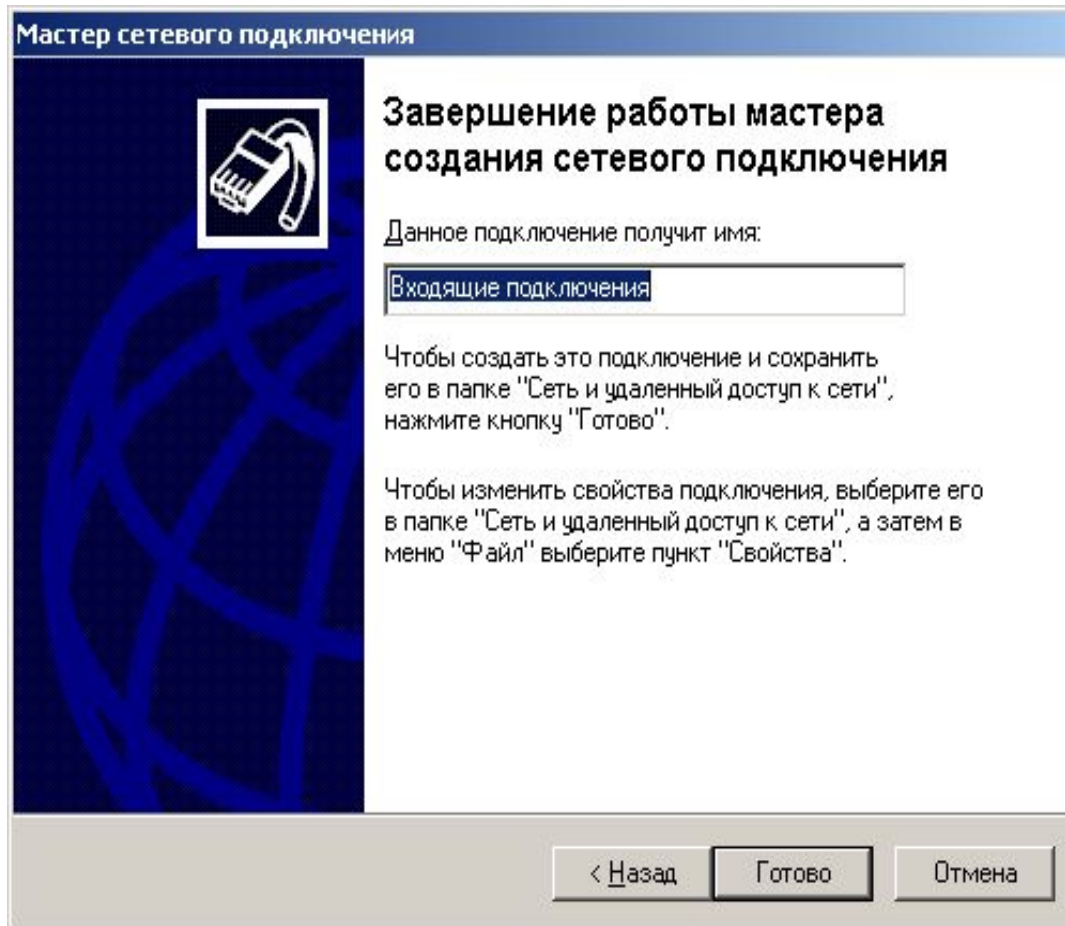 Мастер сетевого подключения
Завершение работы мастера
создания сетевого подключения
Данное подключение получит имя:
Входящие подключения
Чтобы создать это подключение и сохранить
его в папке "Сеть и удаленный доступ к сети",
нажмите кнопку "Готово".
Чтобы изменить свойства подключения, выберите его
в папке "Сеть и удаленный доступ к сети", а затем в
меню "Файл" выберите пункт "Свойства".
< Назад Готово Отмена